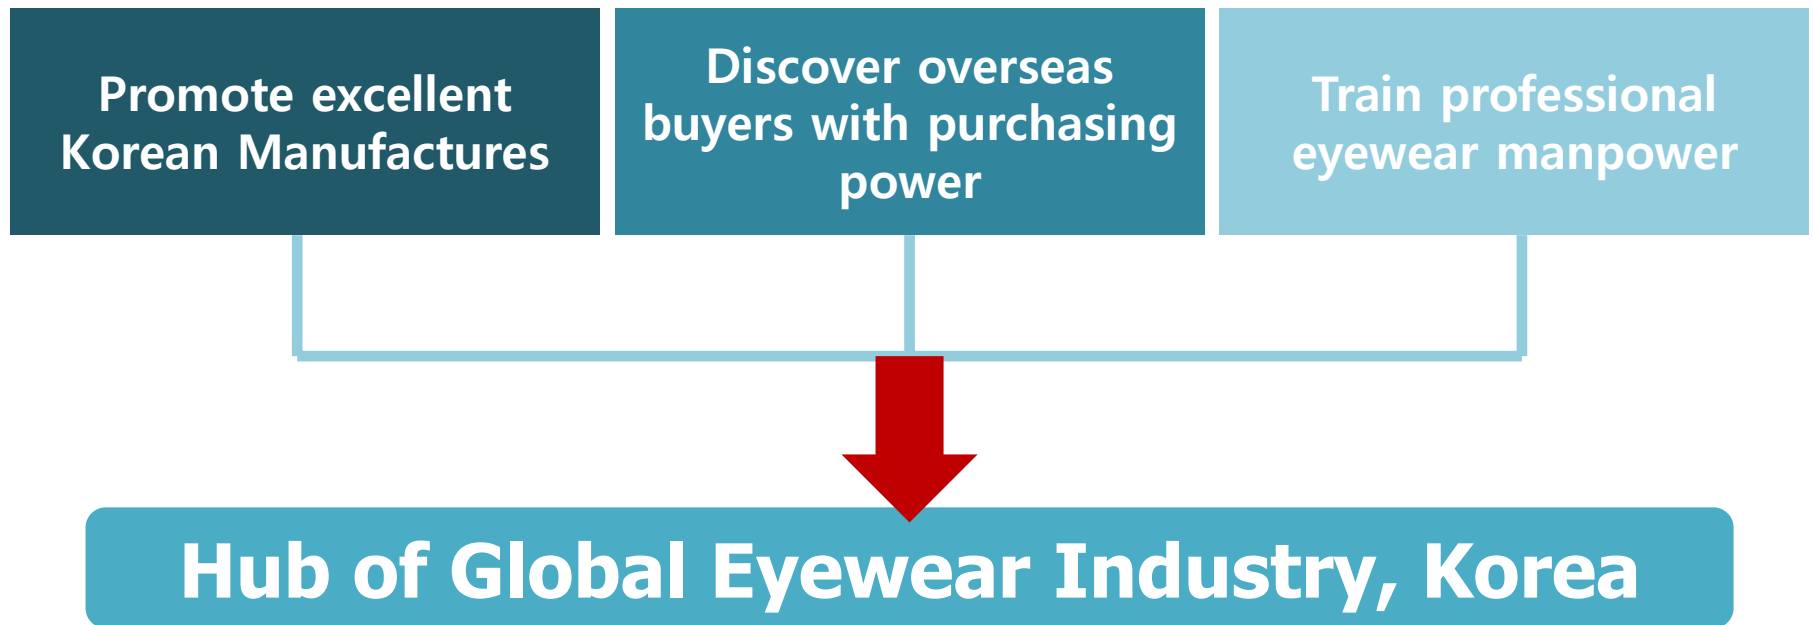 Promote excellent
Korean Manufactures
Discover overseas
buyers with purchasing
power
Train professional
eyewear manpower
Hub of Global Eyewear Industry, Korea